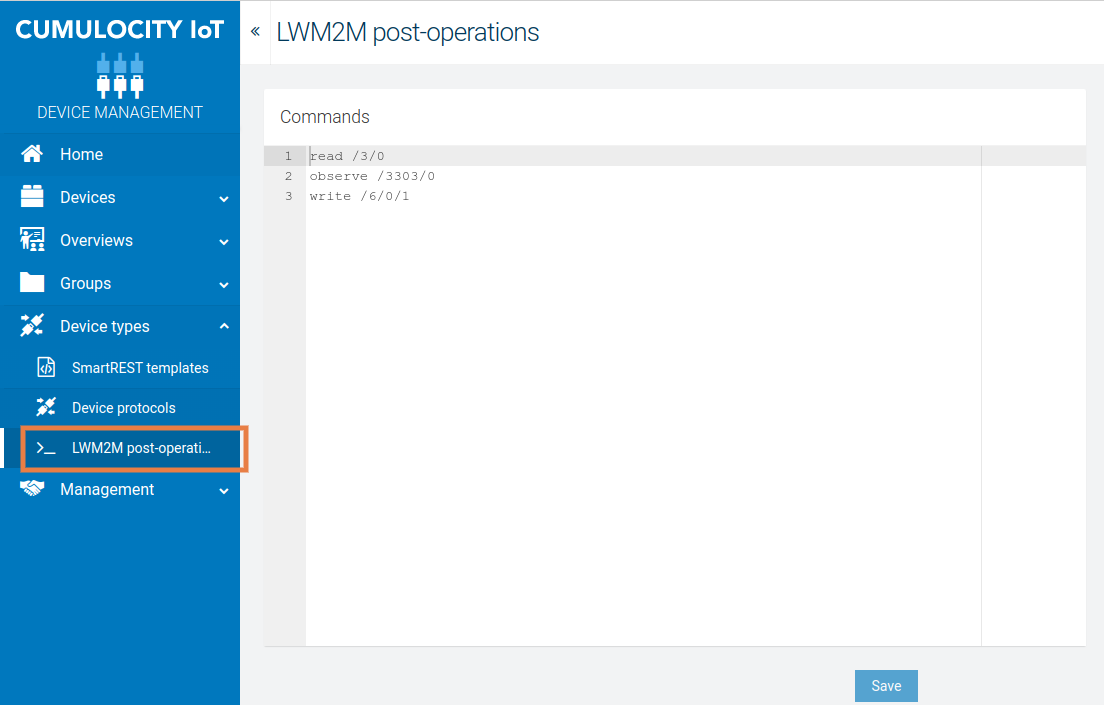 CUMULOCITY IoT
DEVICE MANAGEMENT
Home
Devices
Overviews
Groups
Device types
SmartREST templates
Device protocols
LWM2M post-operati...
Management
«
LWM2M post-operations
Commands
1 read /3/0
2 observe /3303/0
3 write /6/0/1
Save